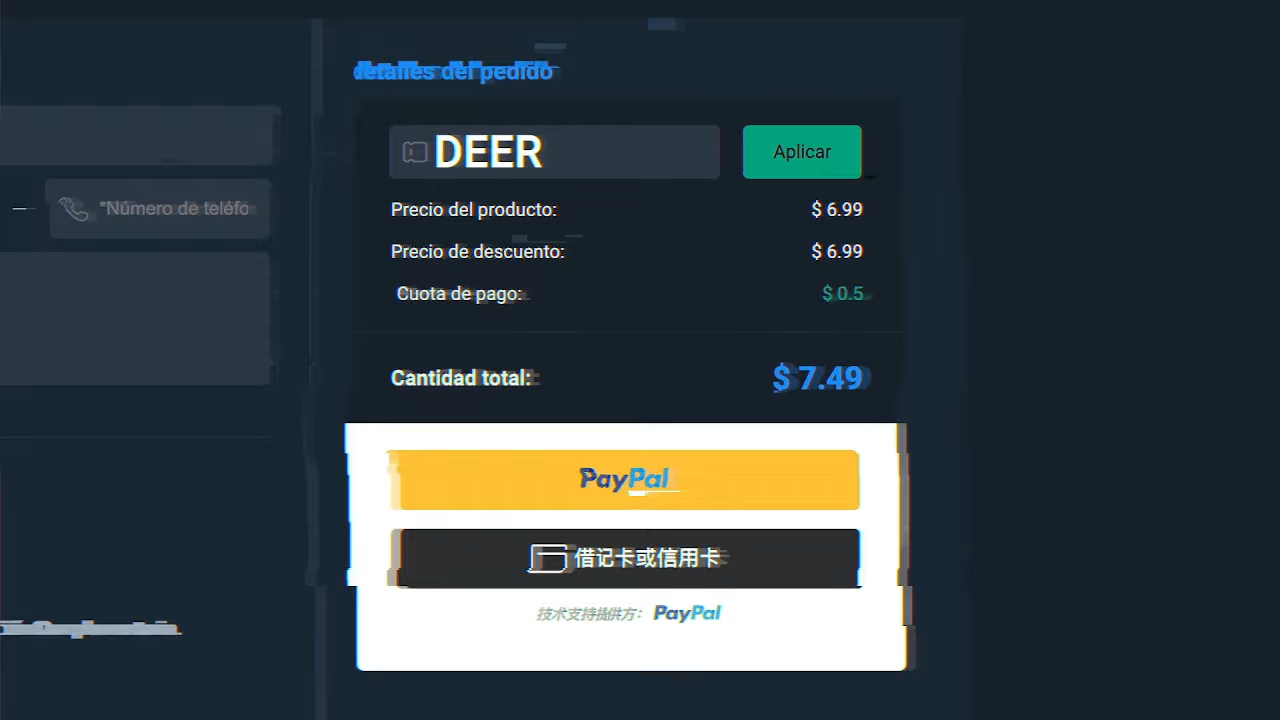 detalles del pedido
DEER
Aplicar
*Número de teléfo
Precio del producto:
$ 6.99
Precio de descuento:
$ 6.99
Cuota de pago:
$ 0.5
Cantidad total:
$ 7.49
PayPal
借记卡或信用卡
技术支持提供方： PayPal